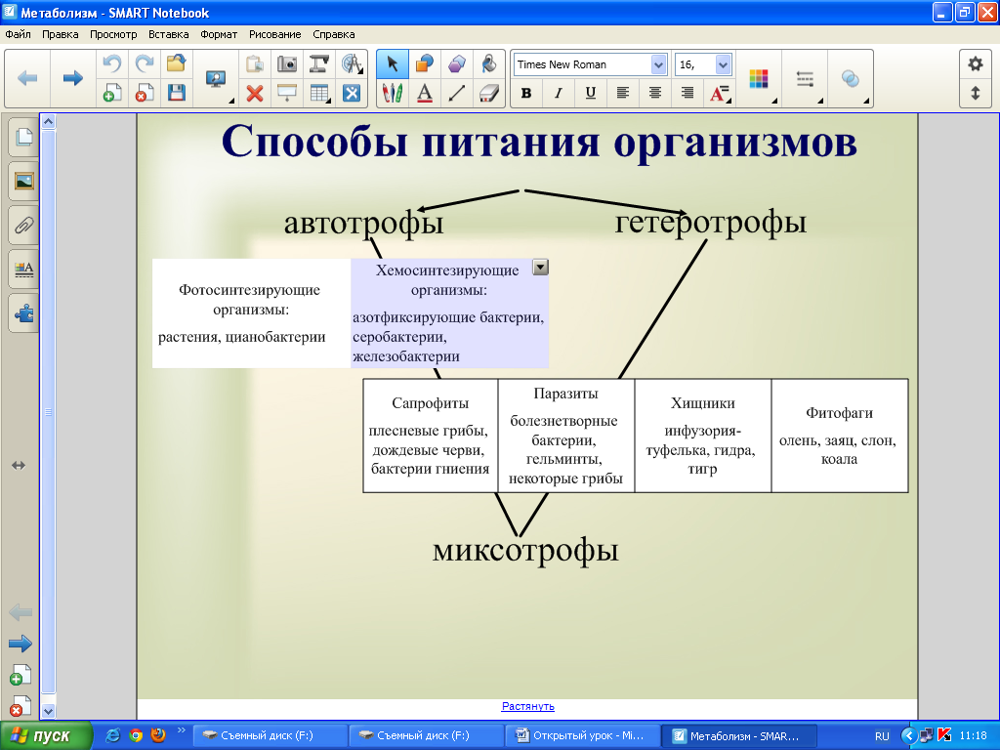 Метаболизм - SMART Notebook
Файл Правка Просмотр Вставка Формат Рисование Справка
Times New Roman 16,
B I U
Способы питания организмов
автотрофы гетеротрофы
Фотосинтезирующие
организмы:
растения, цианобактерии
Хемосинтезирующие
организмы:
азотфиксирующие бактерии,
серобактерии,
железобактерии
Сапрофиты
плесневые грибы,
дождевые черви,
бактерии гниения
Паразиты
болезнетворные
бактерии,
гельминты,
некоторые грибы
Хищники
инфузория-
туфелька, гидра,
тигр
Фитофаги
олень, заяц, слон,
коала
миксотрофы
Растянуть
пуск Съемный диск (F:) Съемный диск (F:) Открытый урок - Mi... Метаболизм - SMAR... RU 11:18